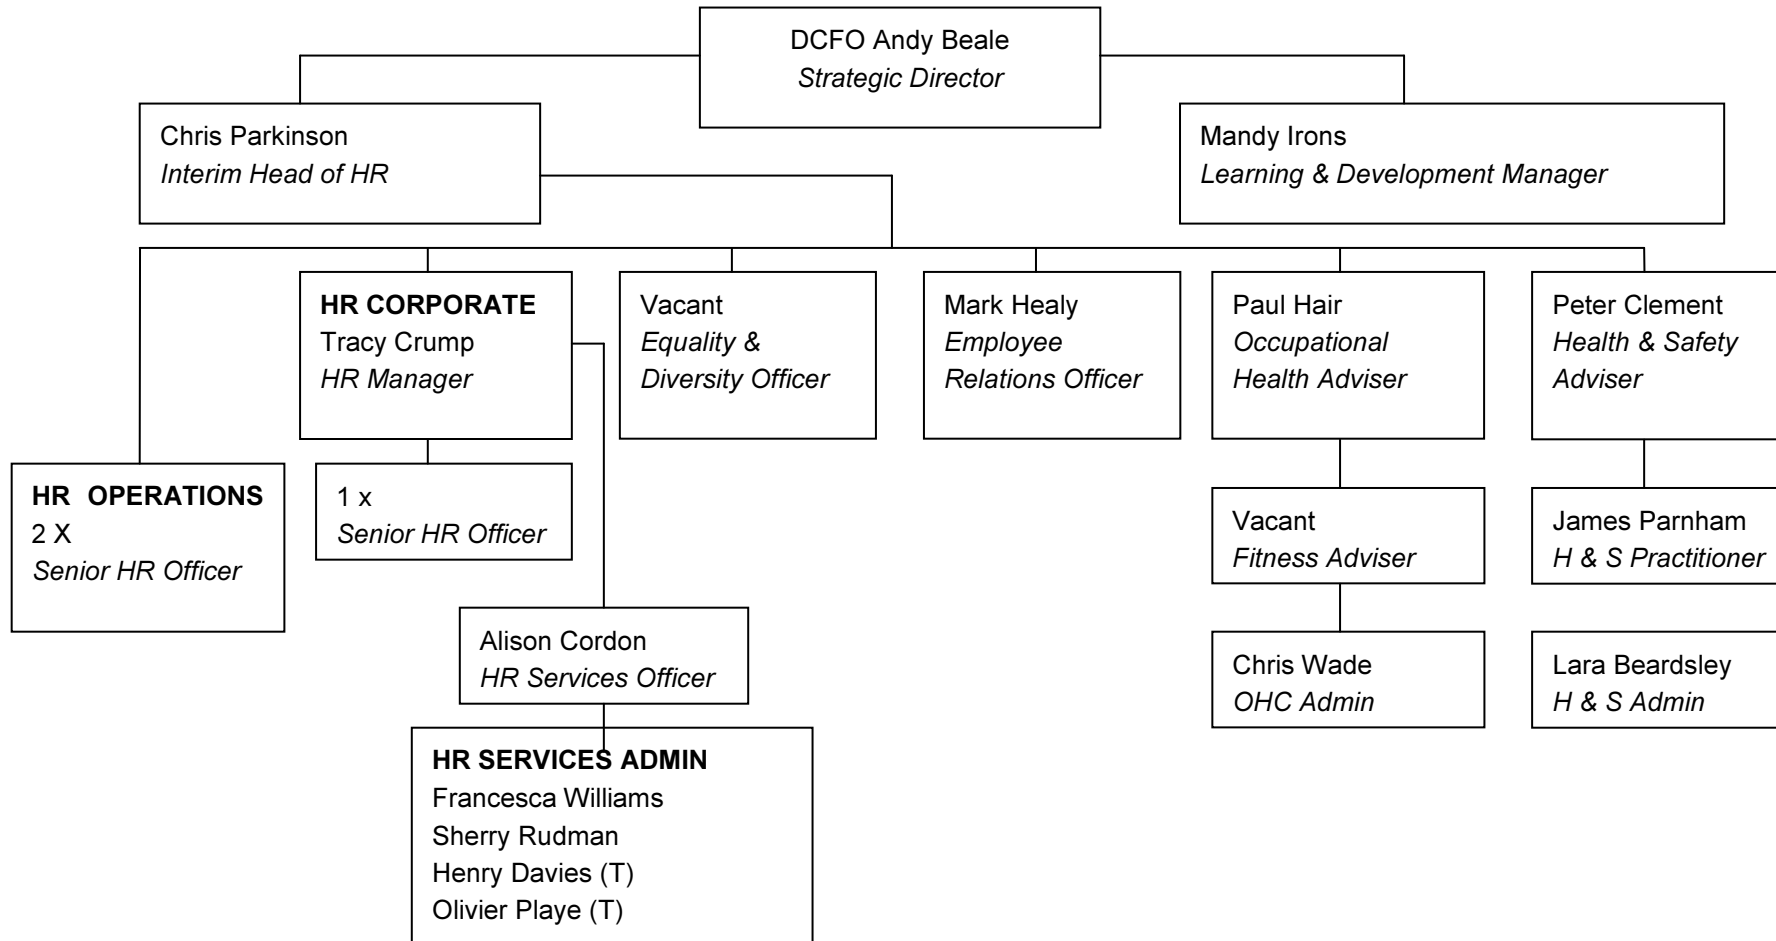 DCFO Andy Beale
Strategic Director
Chris Parkinson
Interim Head of HR
Mandy Irons
Learning & Development Manager
HR CORPORATE
Tracy Crump
HR Manager
Vacant
Equality &
Diversity Officer
Mark Healy
Employee
Relations Officer
Paul Hair
Occupational
Health Adviser
Peter Clement
Health & Safety
Adviser
HR OPERATIONS
2 X
Senior HR Officer
1 x
Senior HR Officer
Vacant
Fitness Adviser
James Parnham
H & S Practitioner
Alison Cordon
HR Services Officer
Chris Wade
OHC Admin
Lara Beardsley
H & S Admin
HR SERVICES ADMIN
Francesca Williams
Sherry Rudman
Henry Davies (T)
Olivier Playe (T)